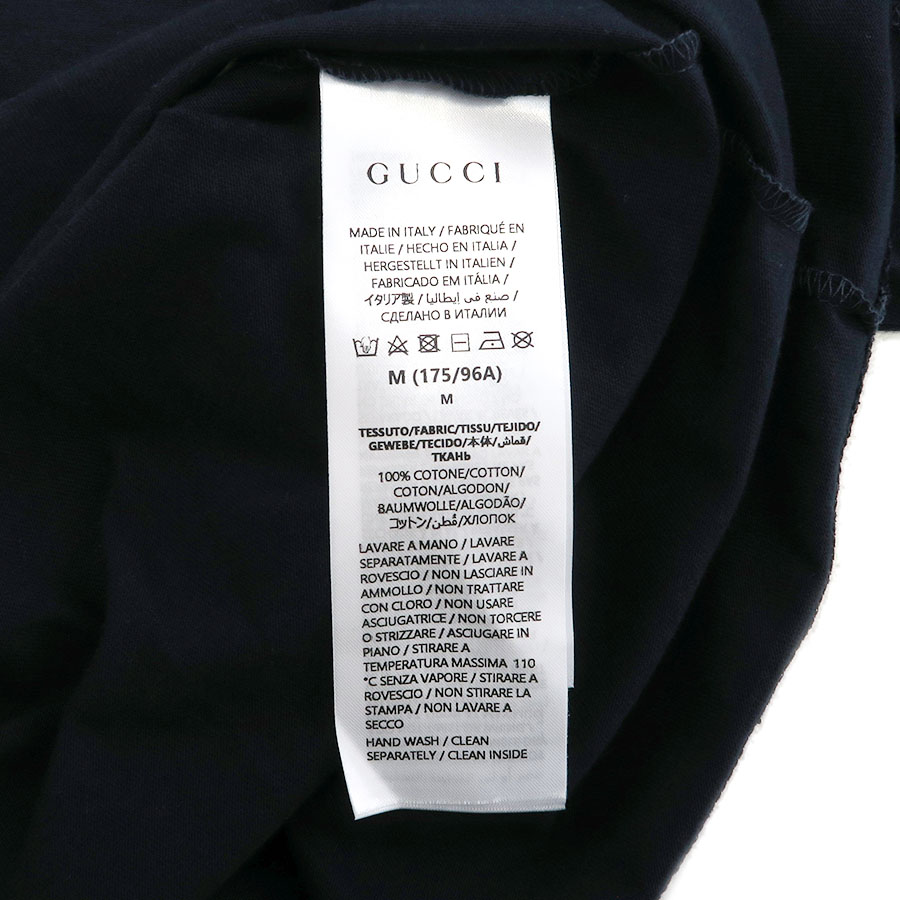 GUCCI
MADE IN ITALY / FABRIQUÉ EN
ITALIE / HECHO EN ITALIA /
HERGESTELLT IN ITALIEN /
FABRICADO EM ITÁLIA /
イタリア製 / صنع في إيطاليا /
СДЕЛАНО В ИТАЛИИ
M (175/96A)
M
TESSUTO/FABRIC/TISSU/TEJIDO/
GEWEBE/TECIDO/本体/قماش/
ТКАНЬ
100% COTONE/COTTON/
COTON/ALGODON/
BAUMWOLLE/ALGODÃO/
コットン/قُطن/ХЛОПОК
LAVARE A MANO / LAVARE
SEPARATAMENTE / LAVARE A
ROVESCIO / NON LASCIARE IN
AMMOLLO / NON TRATTARE
CON CLORO / NON USARE
ASCIUGATRICE / NON TORCERE
O STRIZZARE / ASCIUGARE IN
PIANO / STIRARE A
TEMPERATURA MASSIMA 110
°C SENZA VAPORE / STIRARE A
ROVESCIO / NON STIRARE LA
STAMPA / NON LAVARE A
SECCO
HAND WASH / CLEAN
SEPARATELY / CLEAN INSIDE